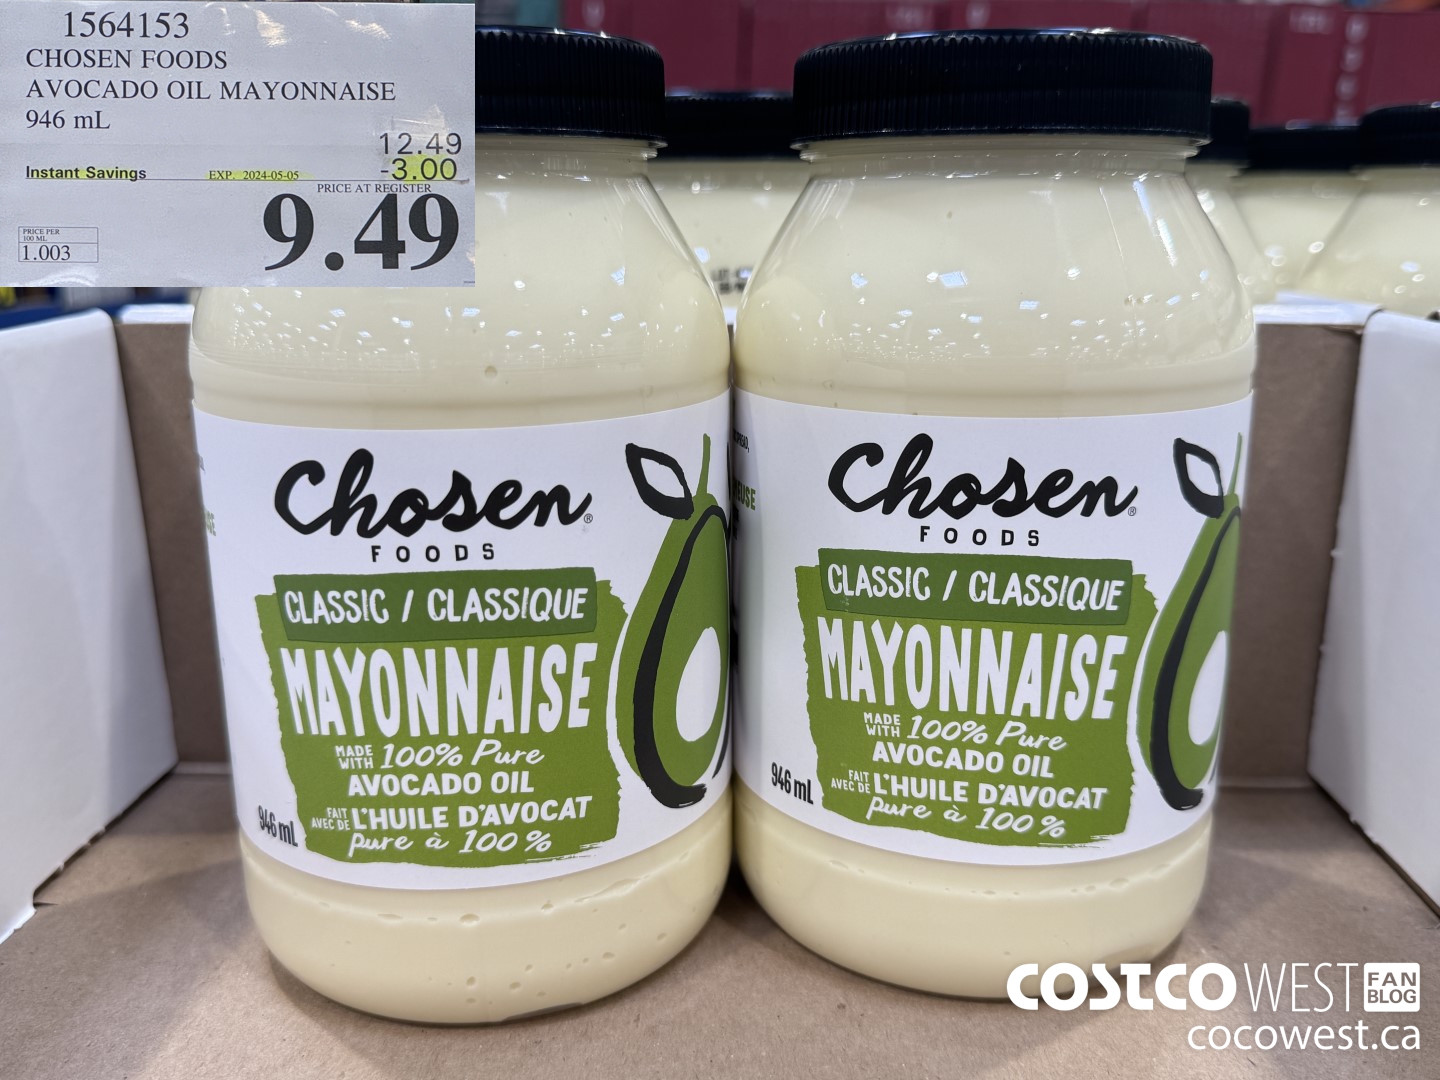 1564153
CHOSEN FOODS
AVOCADO OIL MAYONNAISE
946 mL
12.49
Instant Savings EXP. 2024-05-05 -3.00
PRICE AT REGISTER
9.49
PRICE PER
100 ML
1.003
Chosen®
FOODS
CLASSIC / CLASSIQUE
MAYONNAISE
MADE WITH 100% Pure
AVOCADO OIL
FAIT AVEC DE L'HUILE D'AVOCAT
pure à 100 %
946 mL
Chosen®
FOODS
CLASSIC / CLASSIQUE
MAYONNAISE
MADE WITH 100% Pure
AVOCADO OIL
FAIT AVEC DE L'HUILE D'AVOCAT
pure à 100 %
946 mL
COSTCO WEST FAN BLOG
cocowest.ca